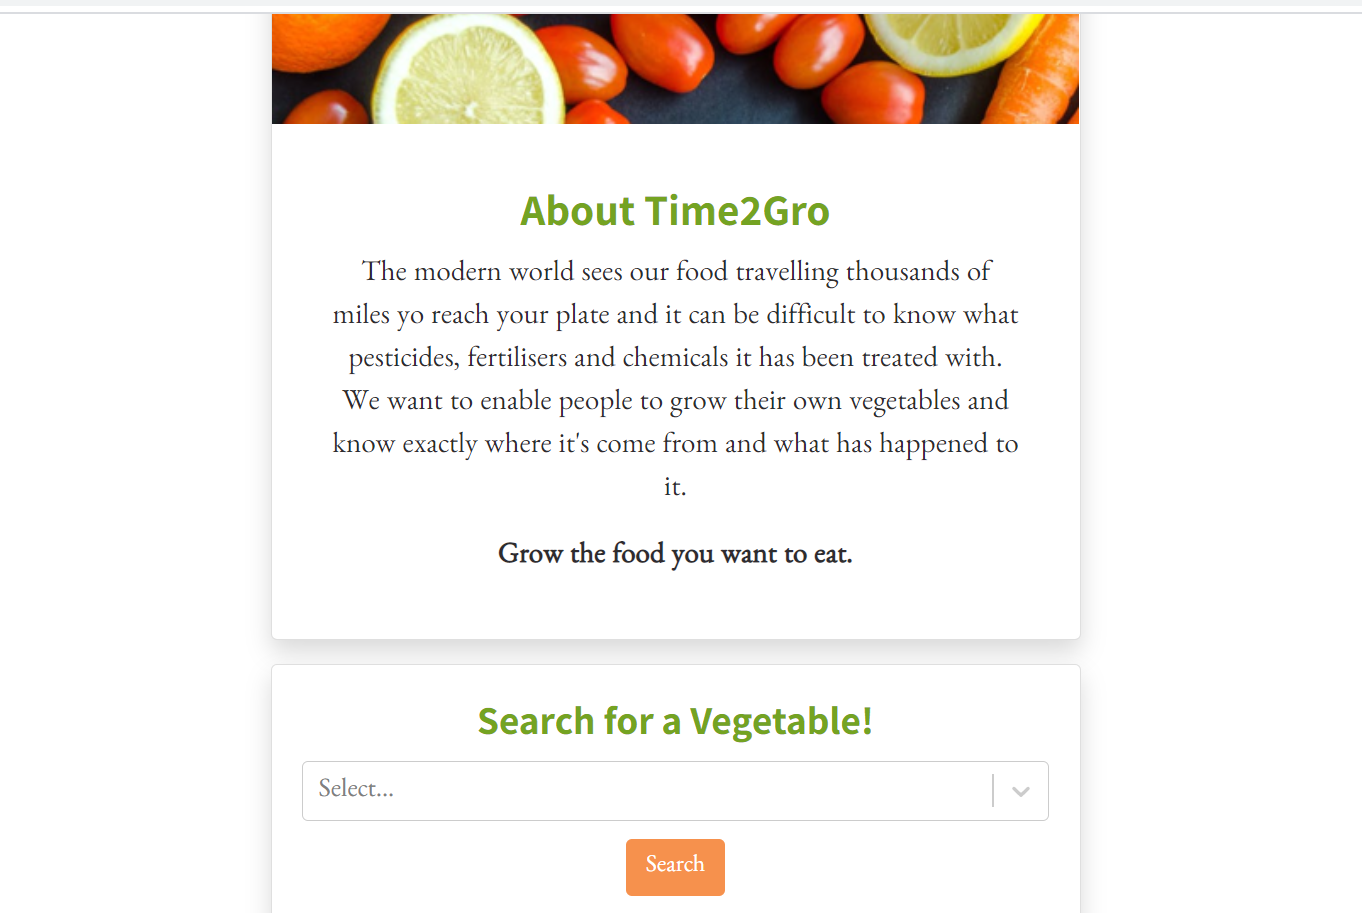 About Time2Gro
The modern world sees our food travelling thousands of
miles yo reach your plate and it can be difficult to know what
pesticides, fertilisers and chemicals it has been treated with.
We want to enable people to grow their own vegetables and
know exactly where it's come from and what has happened to
it.
Grow the food you want to eat.
Search for a Vegetable!
Select...
Search